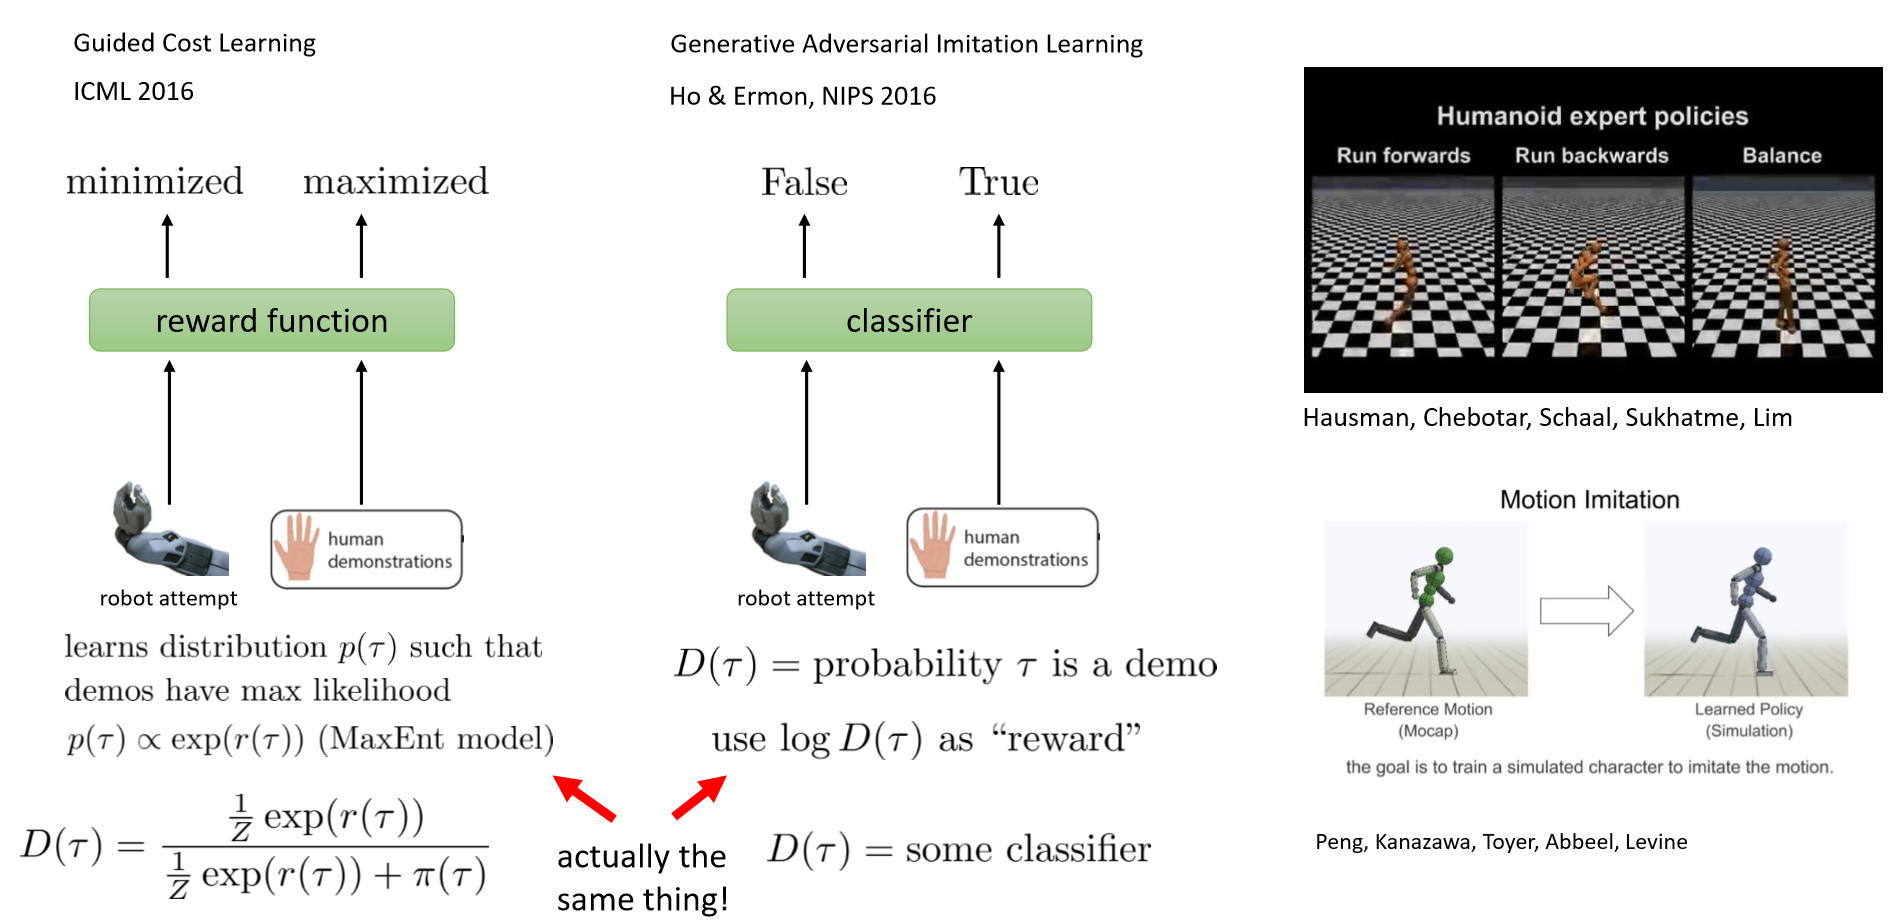 Guided Cost Learning
ICML 2016
minimized
maximized
reward function
human
demonstrations
robot attempt
learns distribution p(τ) such that
demos have max likelihood
p(τ) ∝ exp(r(τ)) (MaxEnt model)
D(τ) = \frac{\frac{1}{Z} exp(r(τ))}{\frac{1}{Z} exp(r(τ)) + π(τ)}
Generative Adversarial Imitation Learning
Ho & Ermon, NIPS 2016
False
True
classifier
human
demonstrations
robot attempt
D(τ) = probability τ is a demo
use log D(τ) as “reward”
actually the
same thing!
D(τ) = some classifier
Humanoid expert policies
Run forwards
Run backwards
Balance
Hausman, Chebotar, Schaal, Sukhatme, Lim
Motion Imitation
Reference Motion
(Mocap)
Learned Policy
(Simulation)
the goal is to train a simulated character to imitate the motion.
Peng, Kanazawa, Toyer, Abbeel, Levine